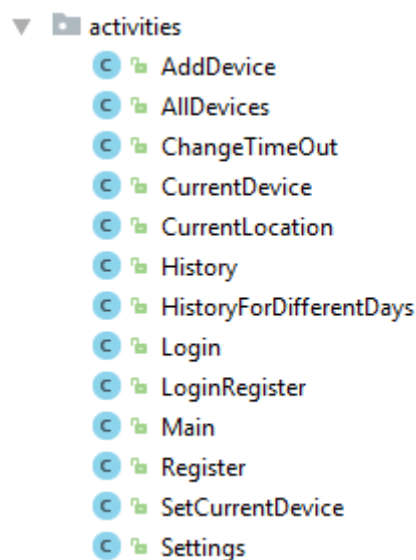 activities
C AddDevice
C AllDevices
C ChangeTimeOut
C CurrentDevice
C CurrentLocation
C History
C HistoryForDifferentDays
C Login
C LoginRegister
C Main
C Register
C SetCurrentDevice
C Settings